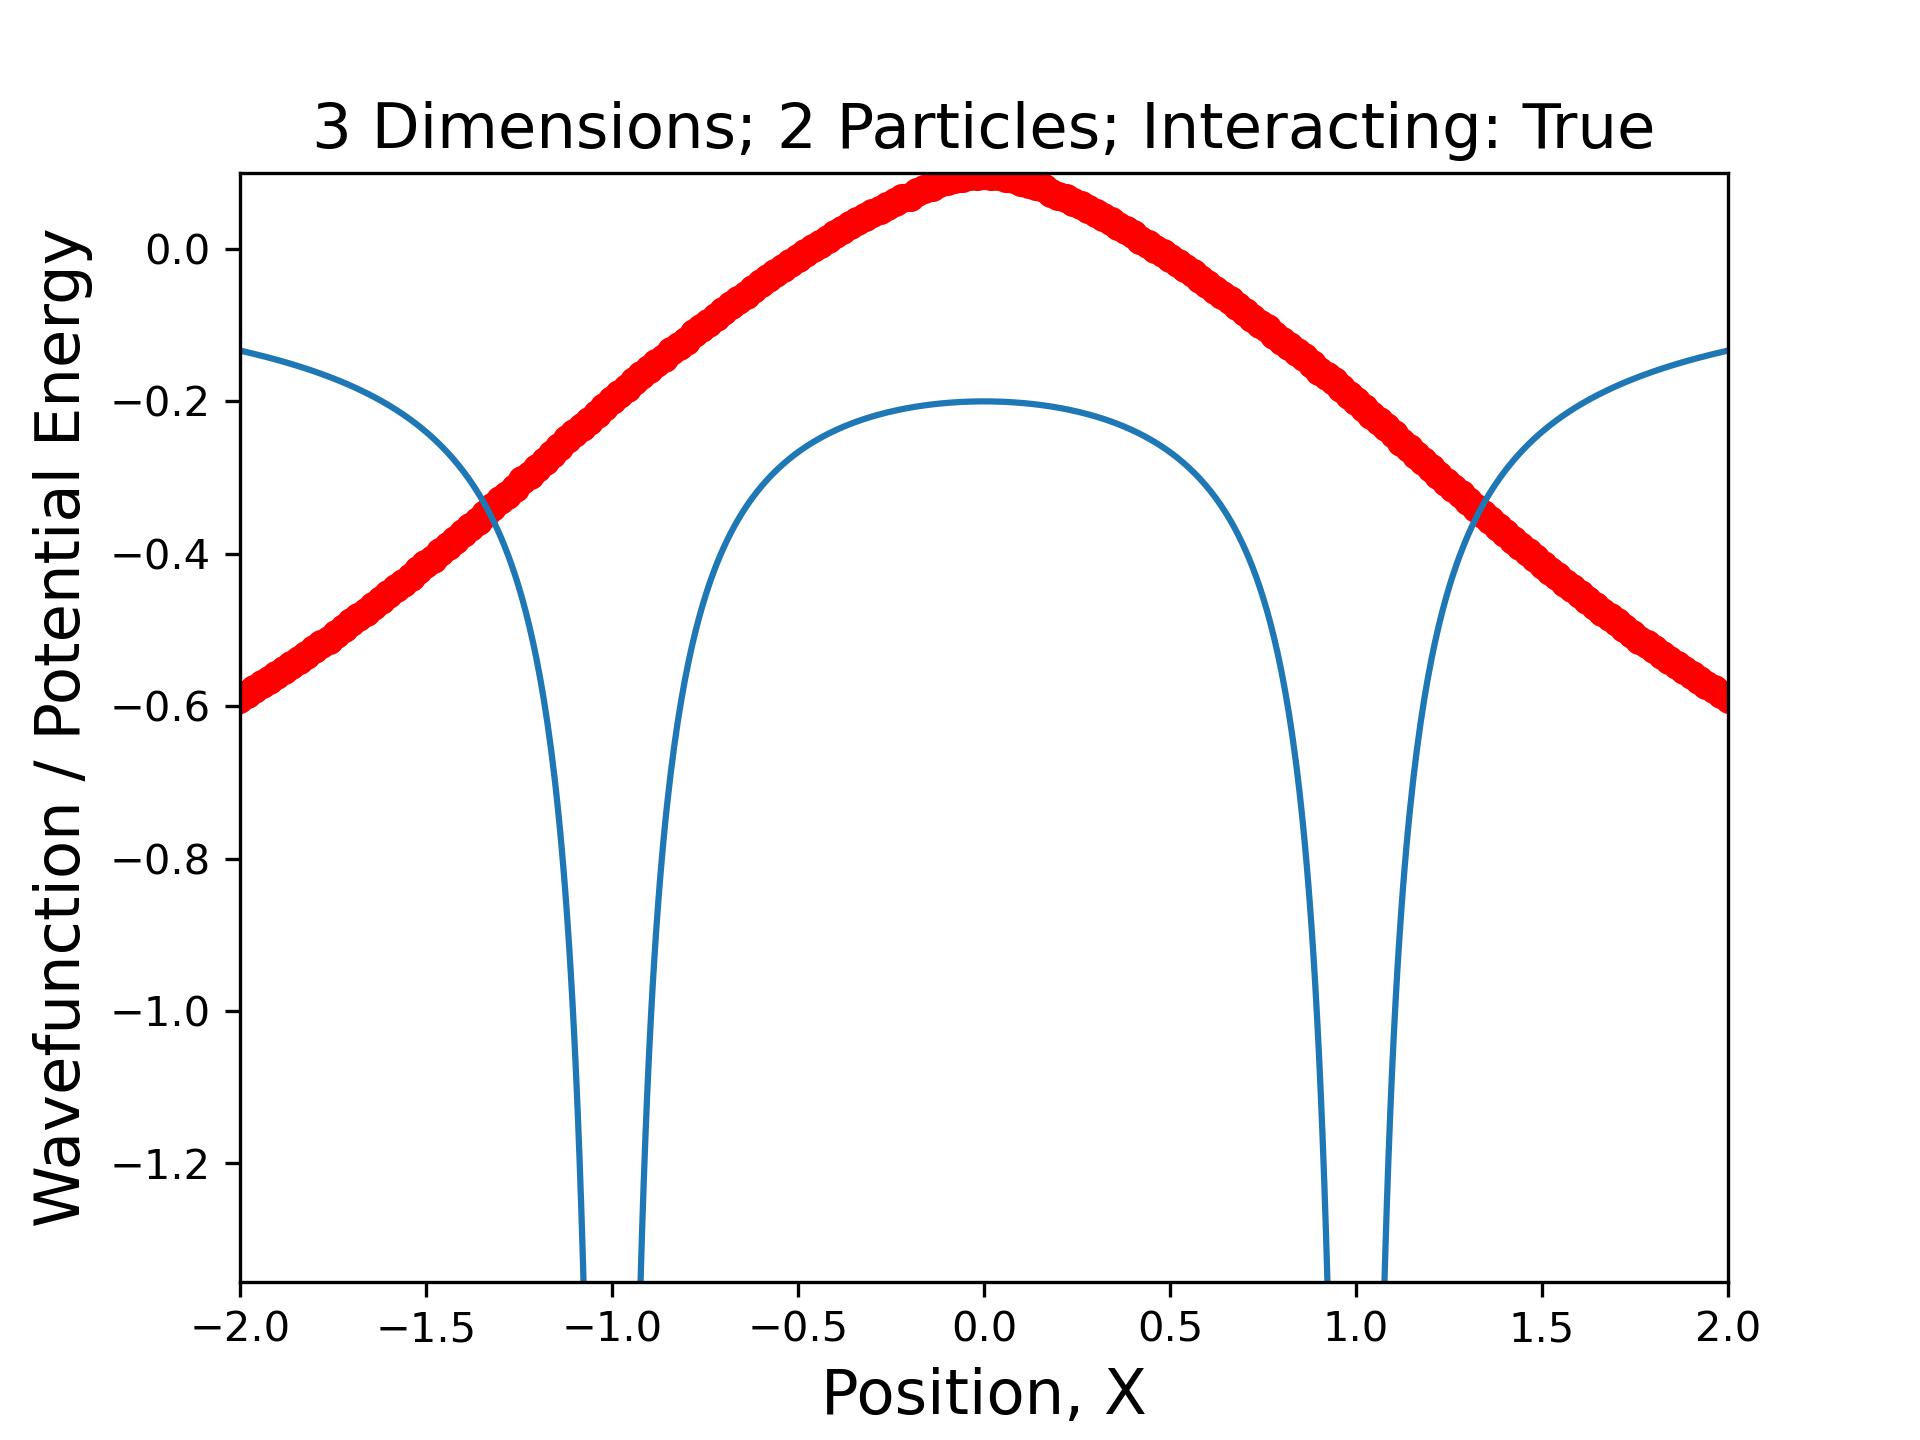 3 Dimensions; 2 Particles; Interacting: True
Wavefunction / Potential Energy
0.0
−0.2
−0.4
−0.6
−0.8
−1.0
−1.2
−2.0 −1.5 −1.0 −0.5 0.0 0.5 1.0 1.5 2.0
Position, X